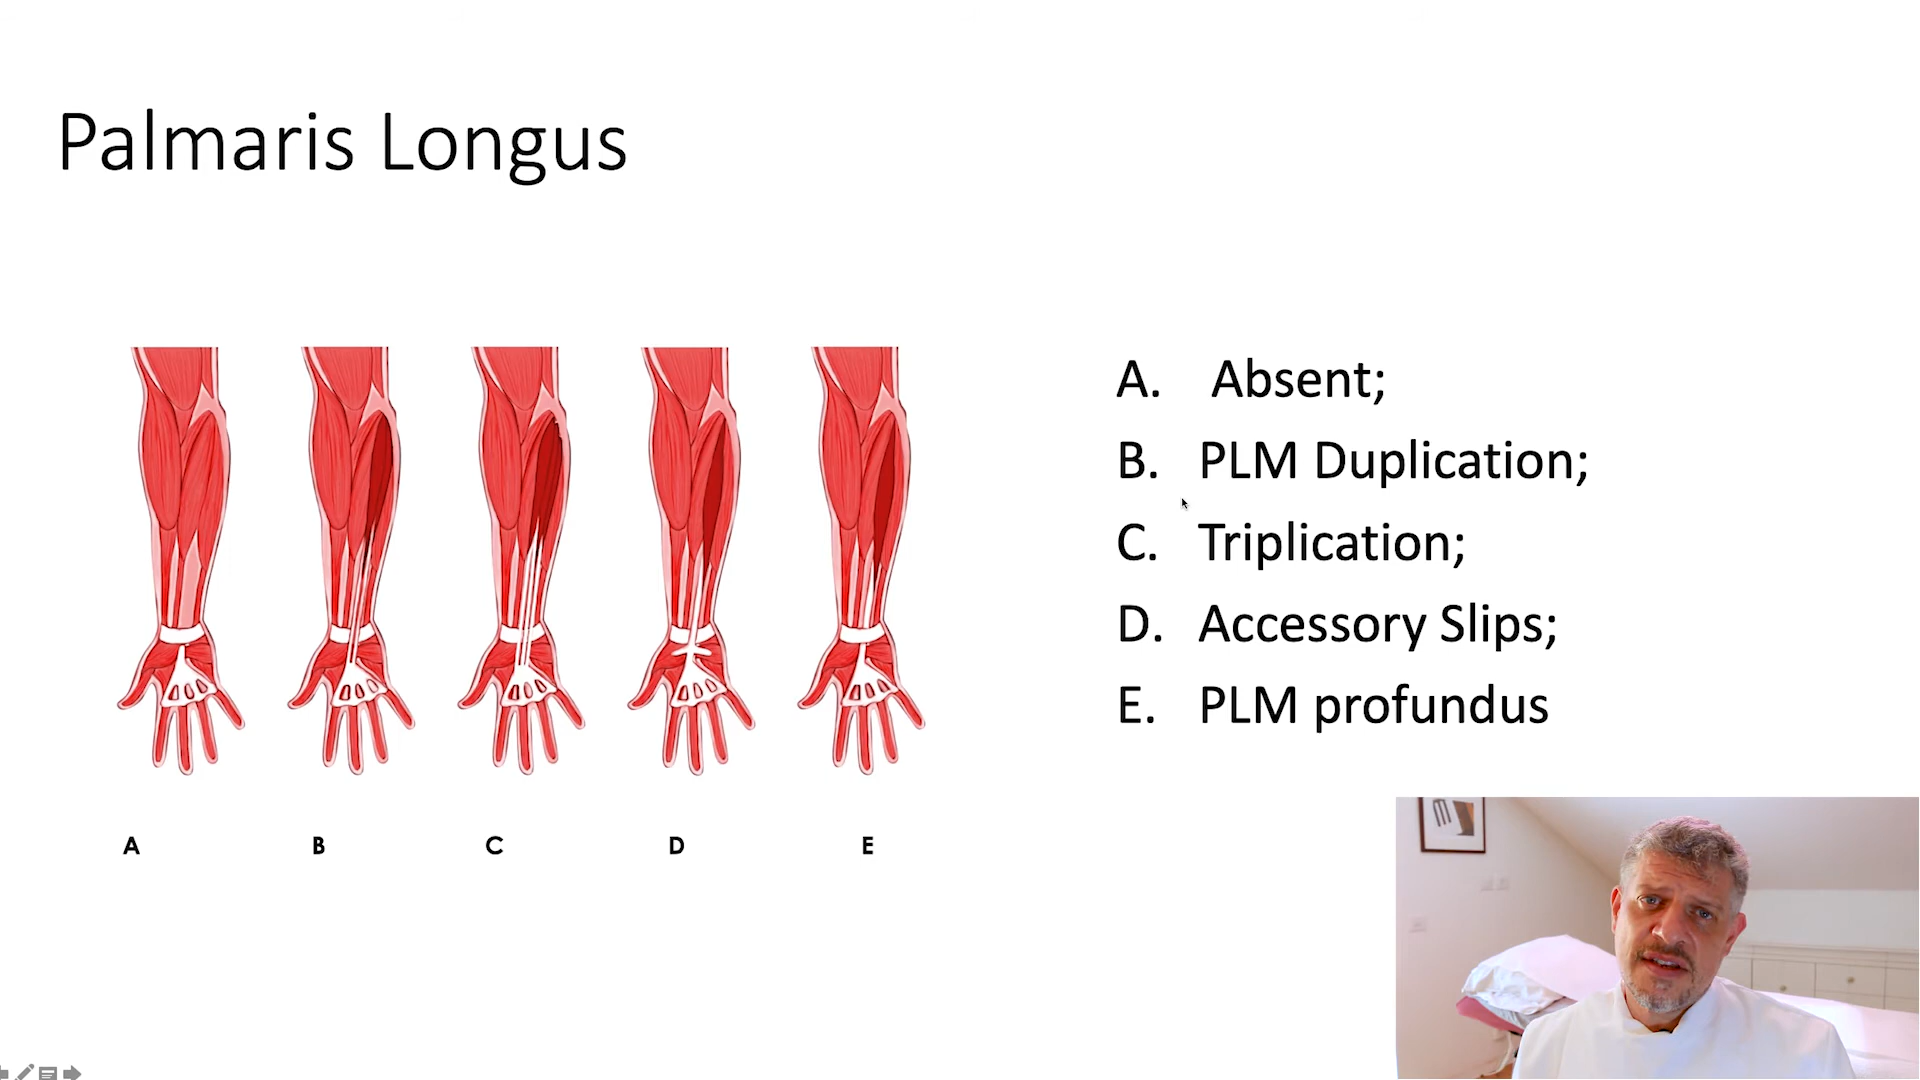 Palmaris Longus
A. Absent;
B. PLM Duplication;
C. Triplication;
D. Accessory Slips;
E. PLM profundus
A B C D E